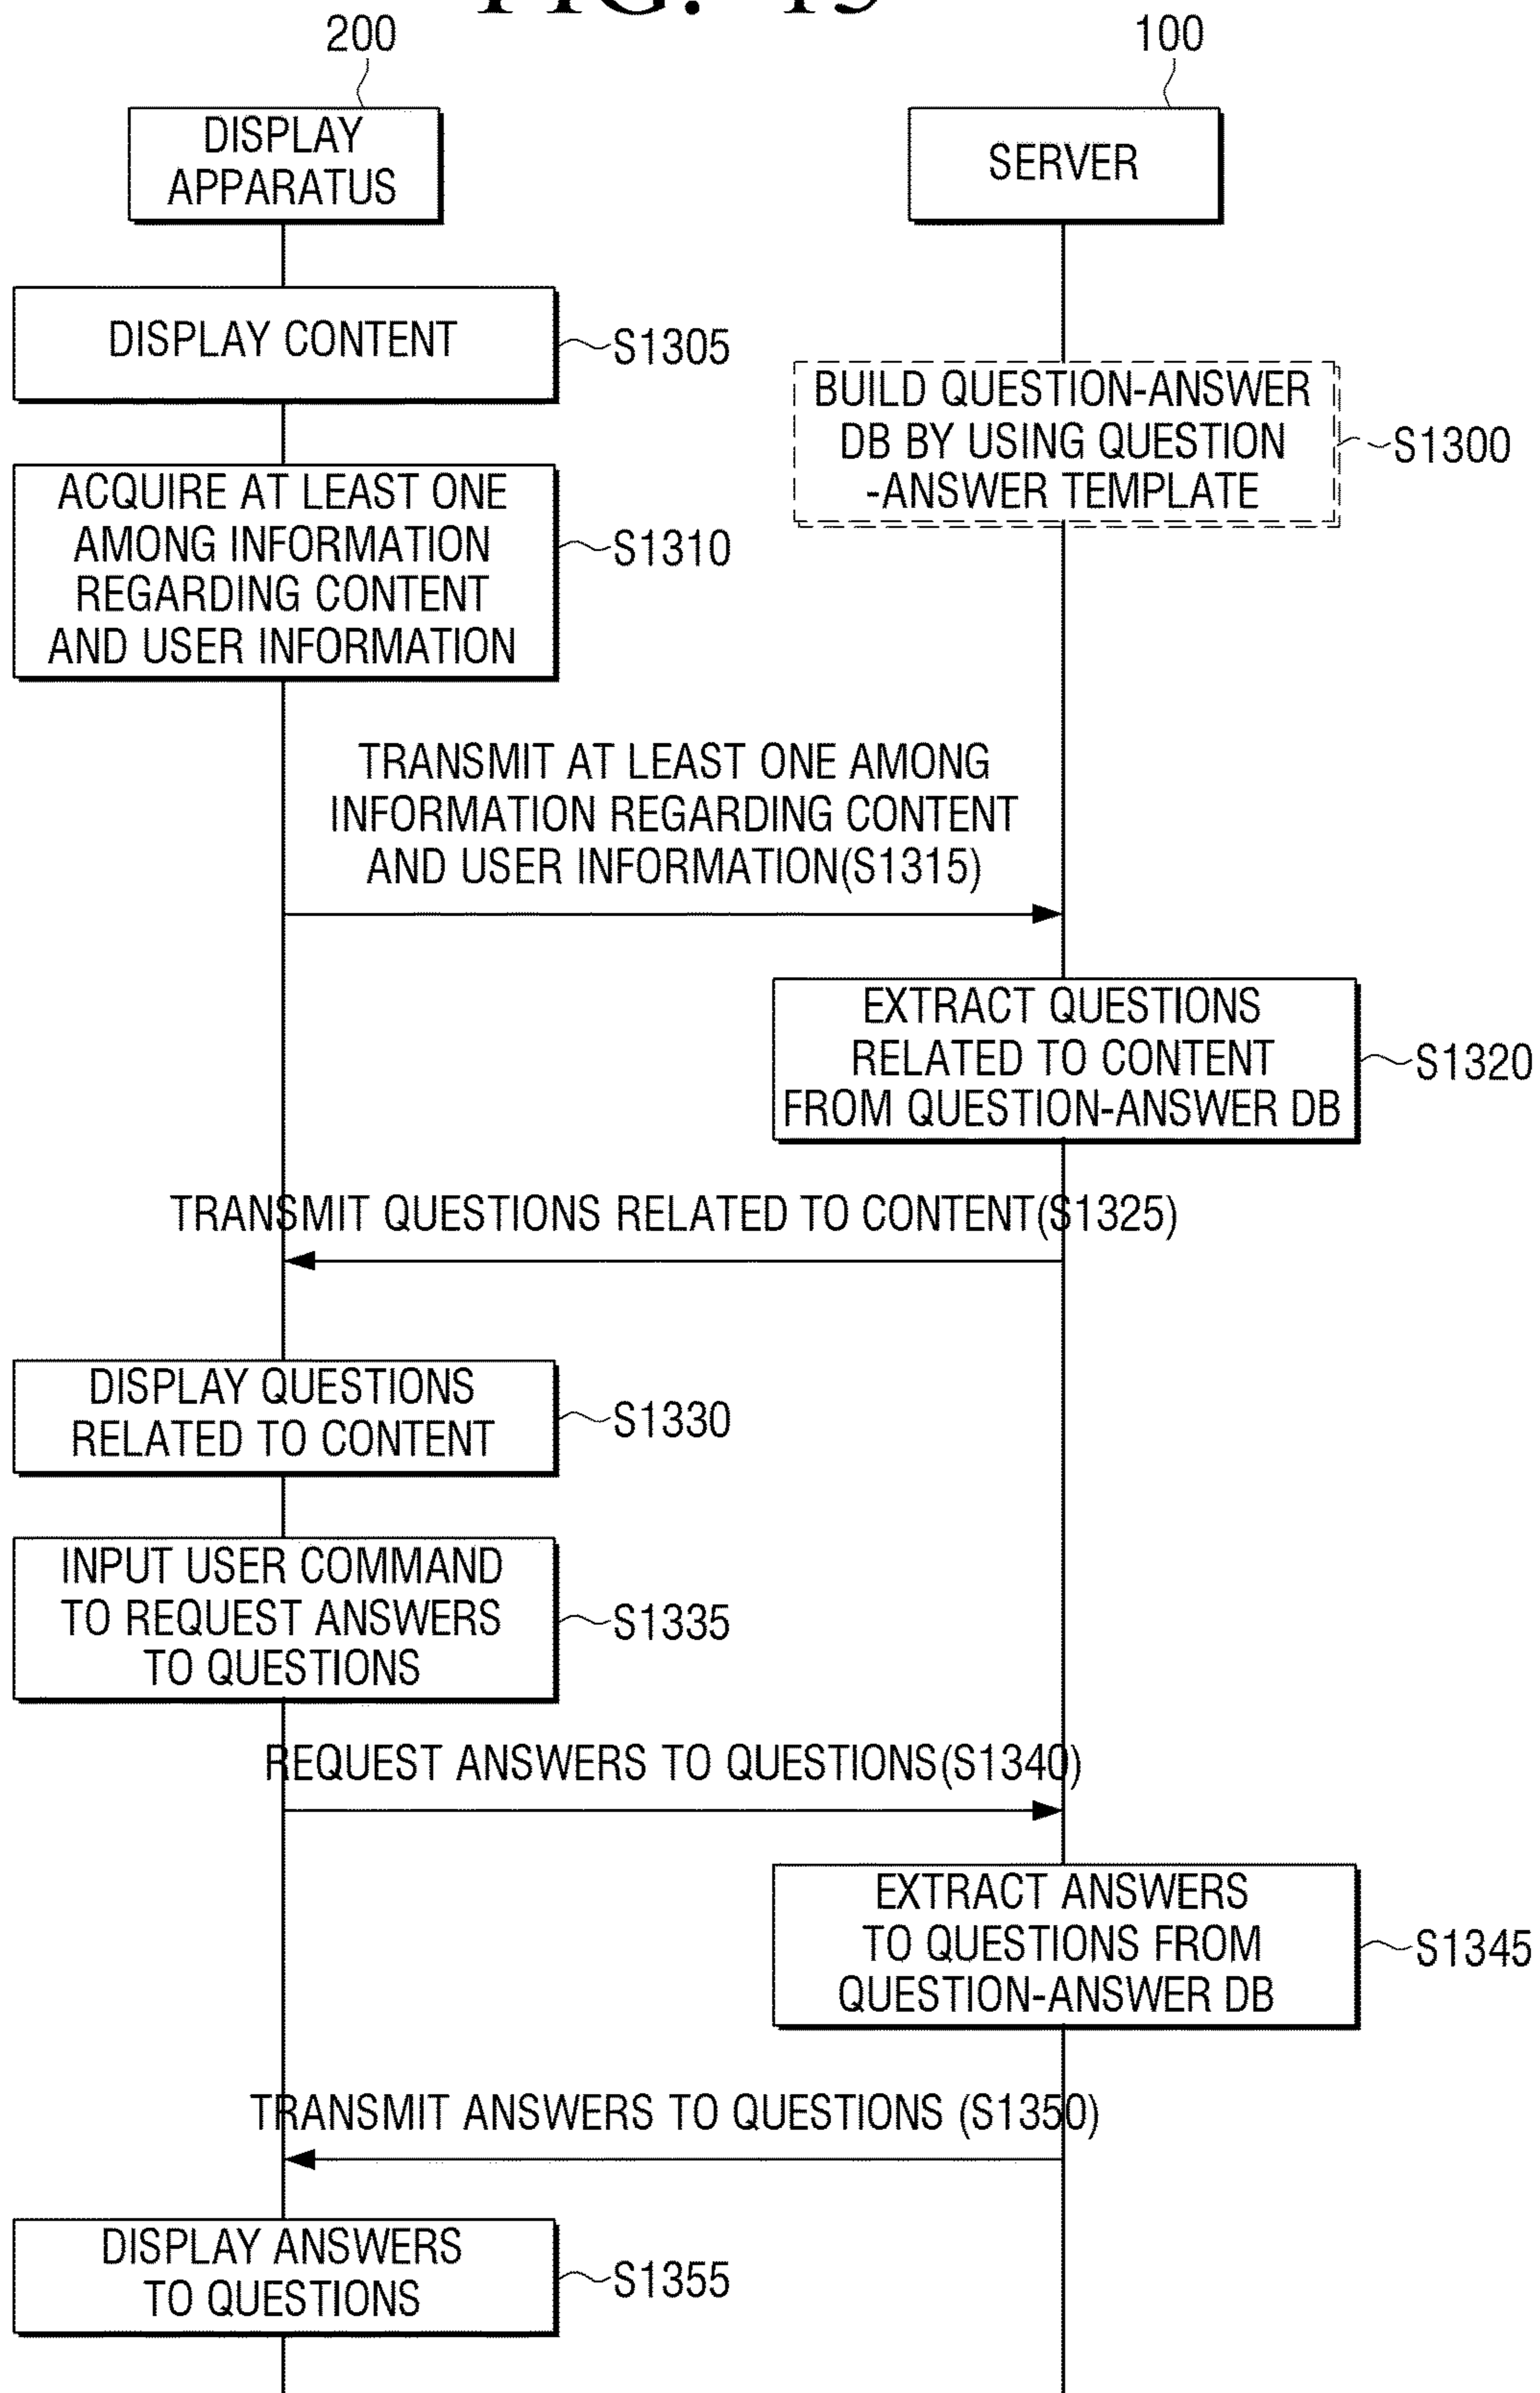 FIG. 13
200
100
DISPLAY
APPARATUS
SERVER
DISPLAY CONTENT
S1305
BUILD QUESTION-ANSWER
DB BY USING QUESTION
-ANSWER TEMPLATE
S1300
ACQUIRE AT LEAST ONE
AMONG INFORMATION
REGARDING CONTENT
AND USER INFORMATION
S1310
TRANSMIT AT LEAST ONE AMONG
INFORMATION REGARDING CONTENT
AND USER INFORMATION(S1315)
EXTRACT QUESTIONS
RELATED TO CONTENT
FROM QUESTION-ANSWER DB
S1320
TRANSMIT QUESTIONS RELATED TO CONTENT(S1325)
DISPLAY QUESTIONS
RELATED TO CONTENT
S1330
INPUT USER COMMAND
TO REQUEST ANSWERS
TO QUESTIONS
S1335
REQUEST ANSWERS TO QUESTIONS(S1340)
EXTRACT ANSWERS
TO QUESTIONS FROM
QUESTION-ANSWER DB
S1345
TRANSMIT ANSWERS TO QUESTIONS (S1350)
DISPLAY ANSWERS
TO QUESTIONS
S1355